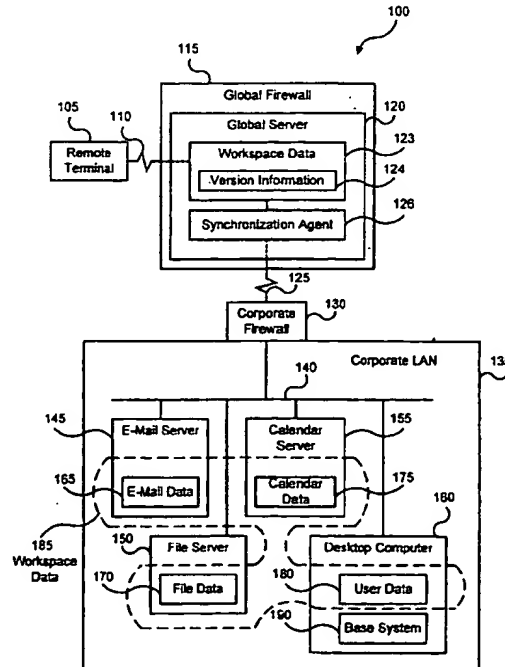 100
115
Global Firewall
120
Global Server
105
110
123
Remote
Terminal
Workspace Data
124
Version Information
126
Synchronization Agent
125
130
Corporate
Firewall
140
Corporate LAN
145
E-Mail Server
Calendar
Server
155
165
E-Mail Data
Calendar
Data
175
160
185
Workspace
Data
150
File Server
Desktop Computer
170
File Data
180
User Data
190
Base System